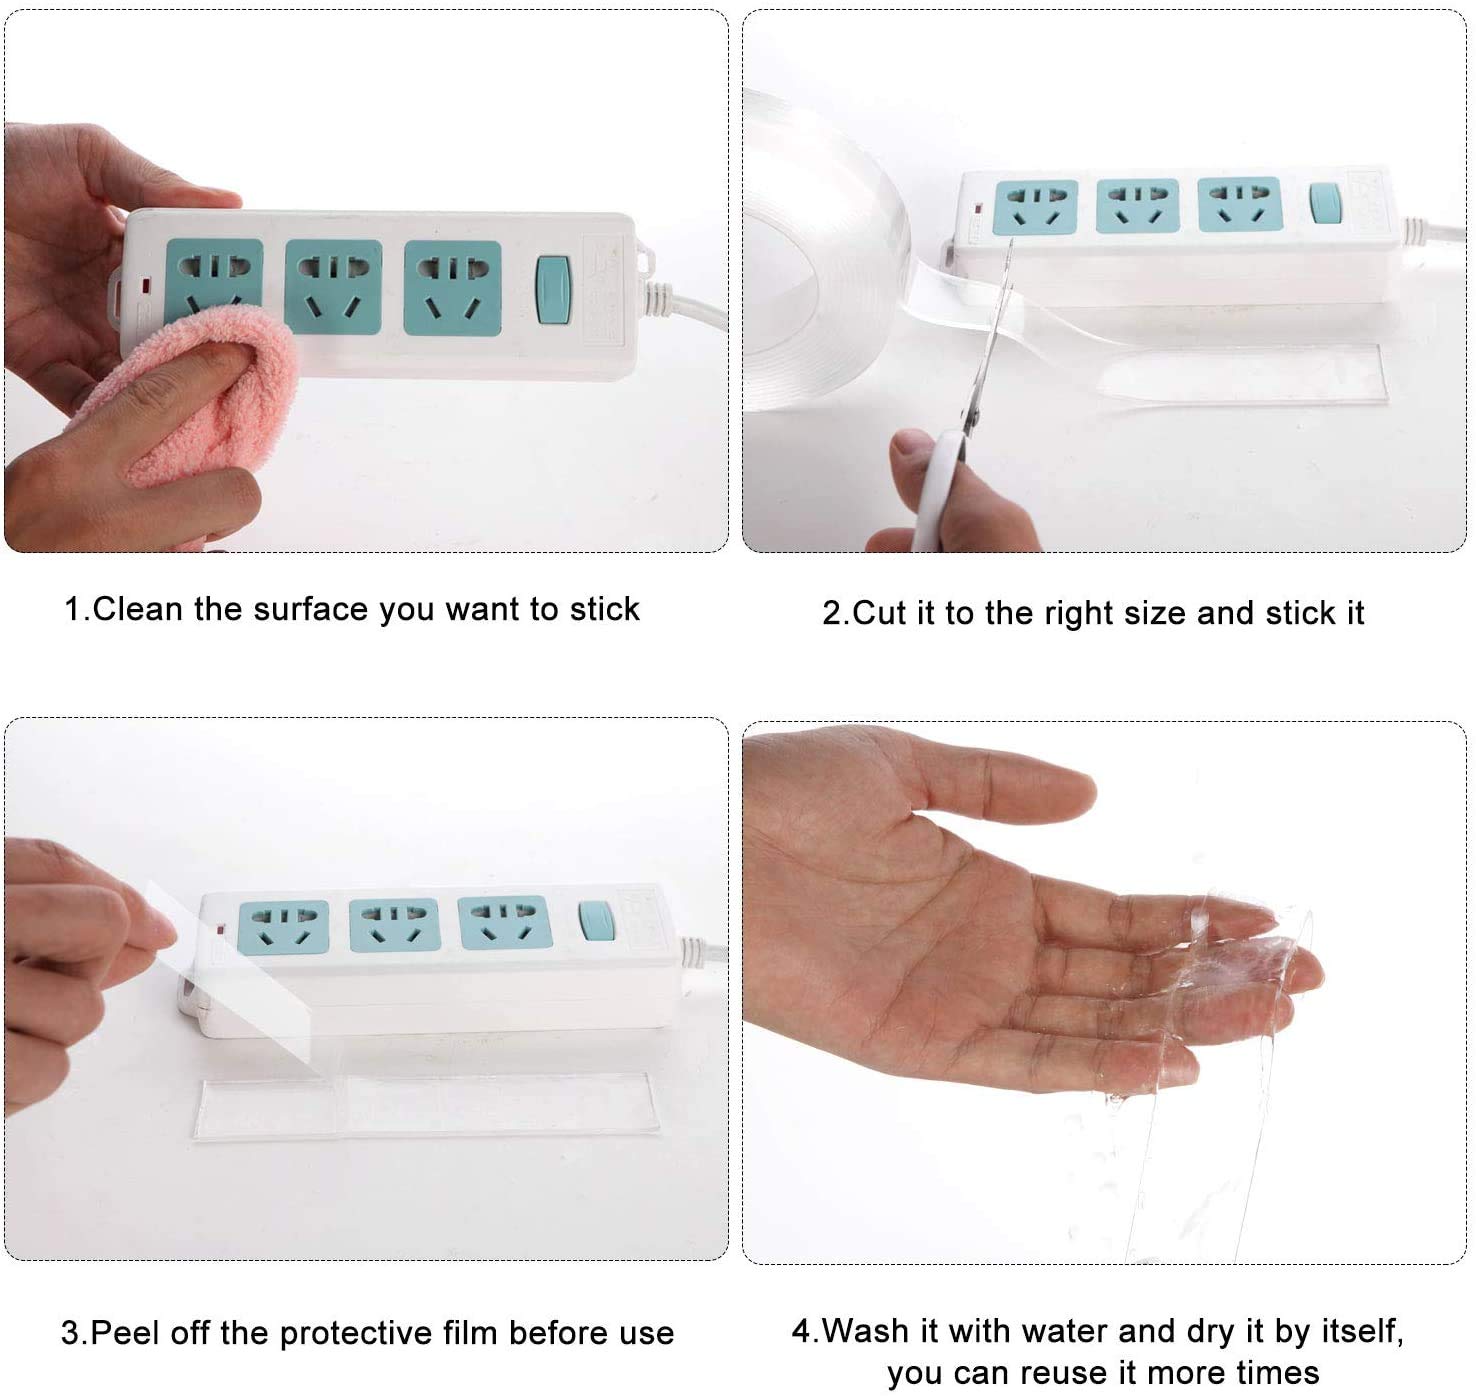 1.Clean the surface you want to stick
2.Cut it to the right size and stick it
3.Peel off the protective film before use
4.Wash it with water and dry it by itself,
you can reuse it more times